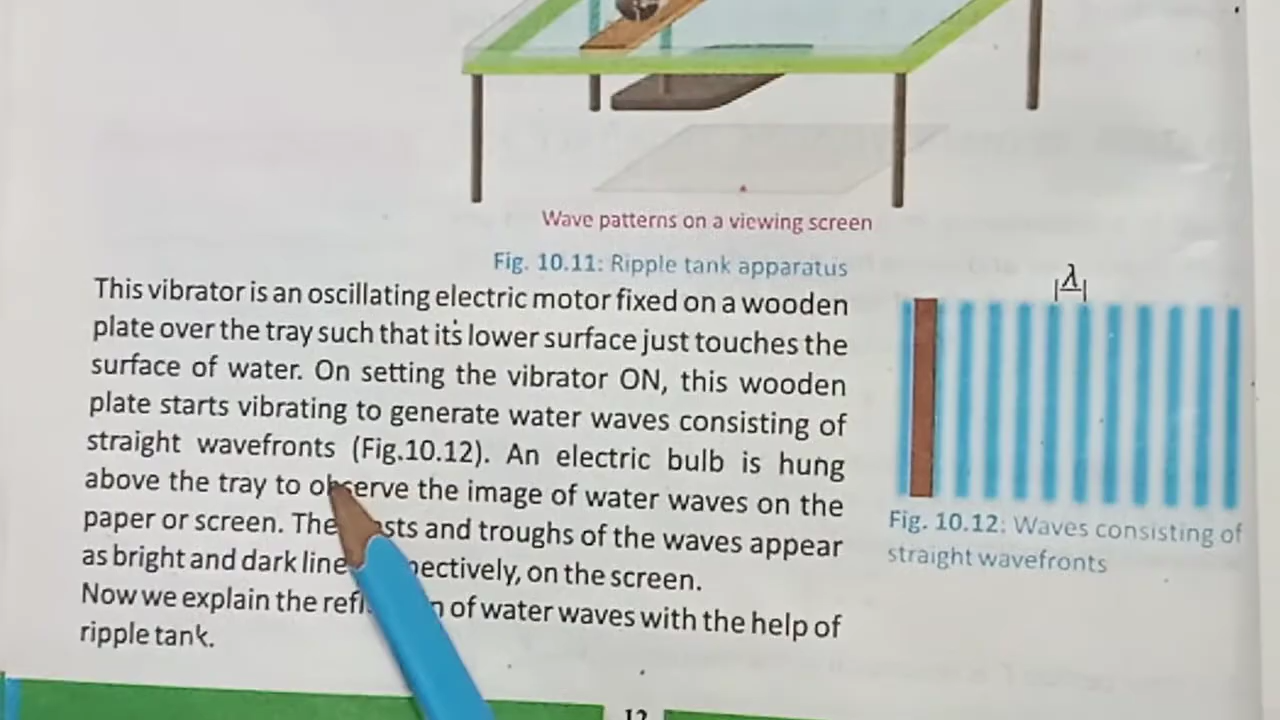 Wave patterns on a viewing screen
Fig. 10.11: Ripple tank apparatus
This vibrator is an oscillating electric motor fixed on a wooden
plate over the tray such that it's lower surface just touches the
surface of water. On setting the vibrator ON, this wooden
plate starts vibrating to generate water waves consisting of
straight wavefronts (Fig.10.12). An electric bulb is hung
above the tray to observe the image of water waves on the
paper or screen. The and troughs of the waves appear
as bright and dark on the screen.
Now we explain the of water waves with the help of
ripple tank.
λ
Fig. 10.12: Waves consisting of
straight wavefronts
12